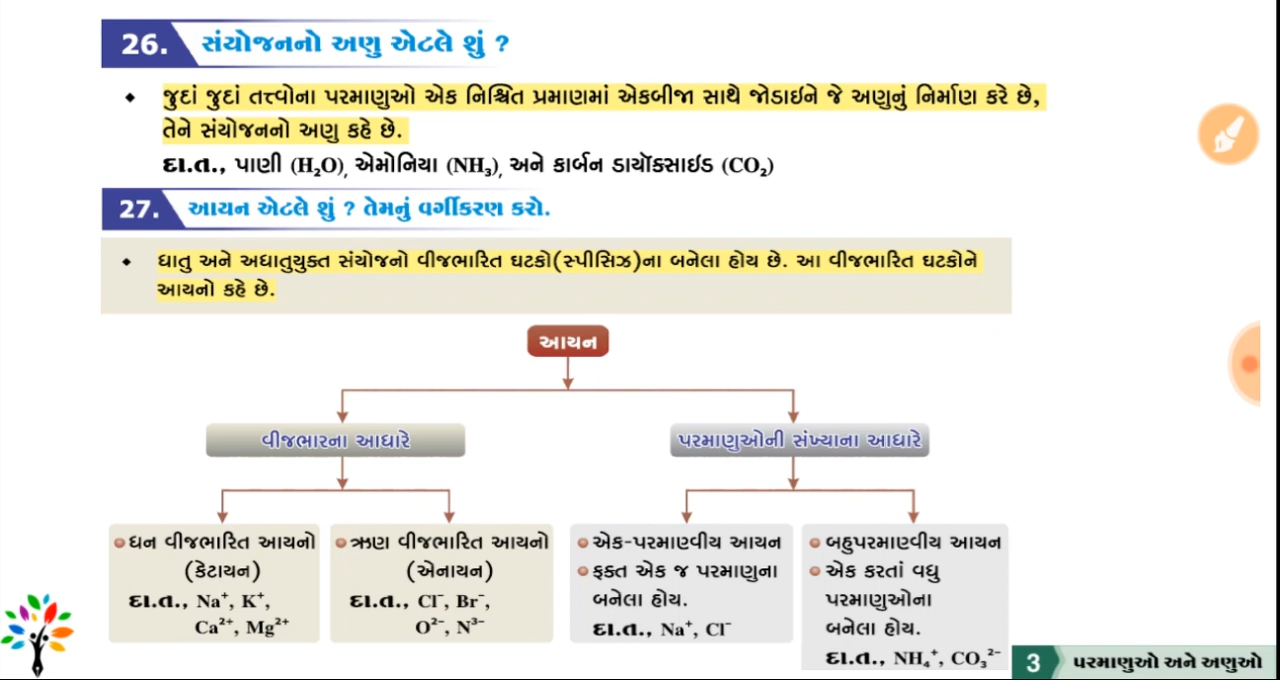 26. સંયોજનનો અણુ એટલે શું ?
◆ જુદાં જુદાં તત્ત્વોના પરમાણુઓ એક નિશ્ચિત પ્રમાણમાં એકબીજા સાથે જોડાઇને જે અણુનું નિર્માણ કરે છે,
તેને સંયોજનનો અણુ કહે છે.
દા.ત., પાણી (H₂O), એમોનિયા (NH₃), અને કાર્બન ડાયૉક્સાઇડ (CO₂)
27. આયન એટલે શું ? તેમનું વર્ગીકરણ કરો.
◆ ધાતુ અને અધાતુયુક્ત સંયોજનો વીજભારિત ઘટકો(સ્પીસિઝ)ના બનેલા હોય છે. આ વીજભારિત ઘટકોને
આયનો કહે છે.
આયન
વીજભારના આધારે
પરમાણુઓની સંખ્યાના આધારે
ધન વીજભારિત આયનો
(કેટાયન)
દા.ત., Na⁺, K⁺,
Ca²⁺, Mg²⁺
ઋણ વીજભારિત આયનો
(એનાયન)
દા.ત., Cl⁻, Br⁻,
O²⁻, N³⁻
એક-પરમાણ્વીય આયન
ફક્ત એક જ પરમાણુના
બનેલા હોય.
દા.ત., Na⁺, Cl⁻
બહુપરમાણ્વીય આયન
એક કરતાં વધુ
પરમાણુઓના
બનેલા હોય.
દા.ત., NH₄⁺, CO₃²⁻
3 પરમાણુઓ અને અણુઓ